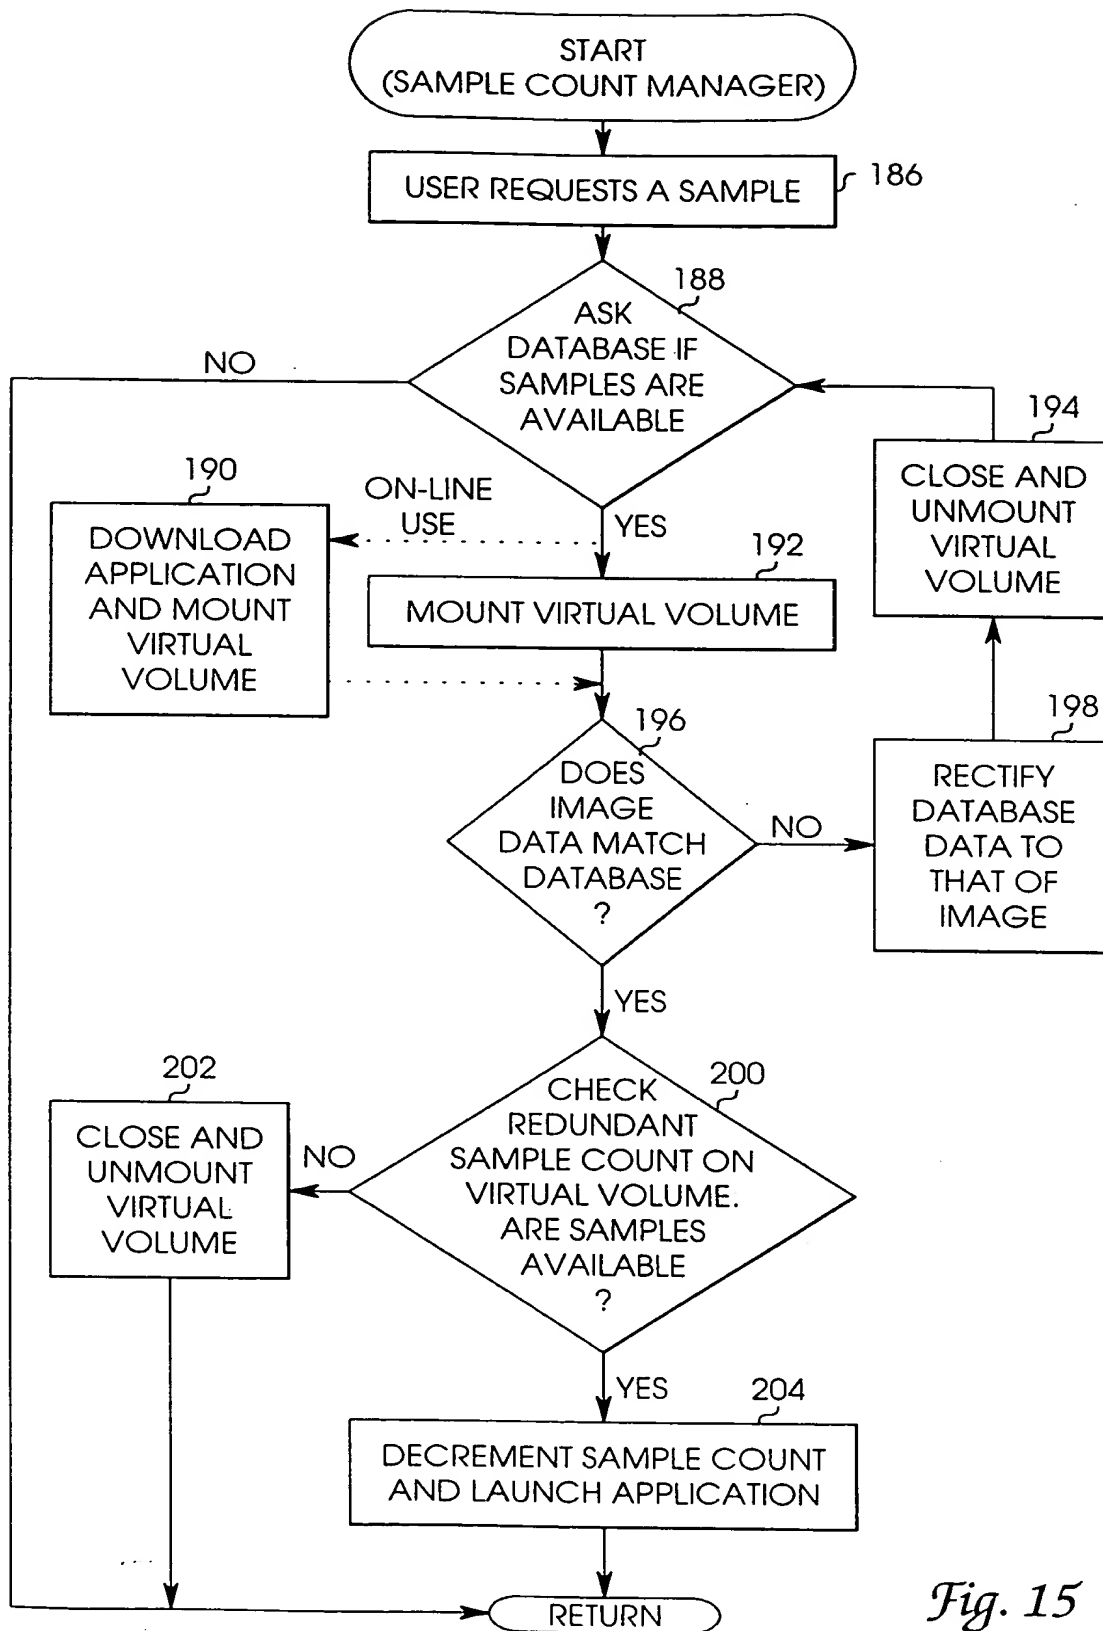 START
(SAMPLE COUNT MANAGER)
USER REQUESTS A SAMPLE
186
188
ASK
DATABASE IF
SAMPLES ARE
AVAILABLE
NO
194
CLOSE AND
UNMOUNT
VIRTUAL
VOLUME
190
ON-LINE
USE
YES
DOWNLOAD
APPLICATION
AND MOUNT
VIRTUAL
VOLUME
192
MOUNT VIRTUAL VOLUME
196
DOES
IMAGE
DATA MATCH
DATABASE
?
NO
198
RECTIFY
DATABASE
DATA TO
THAT OF
IMAGE
YES
202
CLOSE AND
UNMOUNT
VIRTUAL
VOLUME
NO
200
CHECK
REDUNDANT
SAMPLE COUNT ON
VIRTUAL VOLUME.
ARE SAMPLES
AVAILABLE
?
YES
204
DECREMENT SAMPLE COUNT
AND LAUNCH APPLICATION
RETURN
Fig. 15